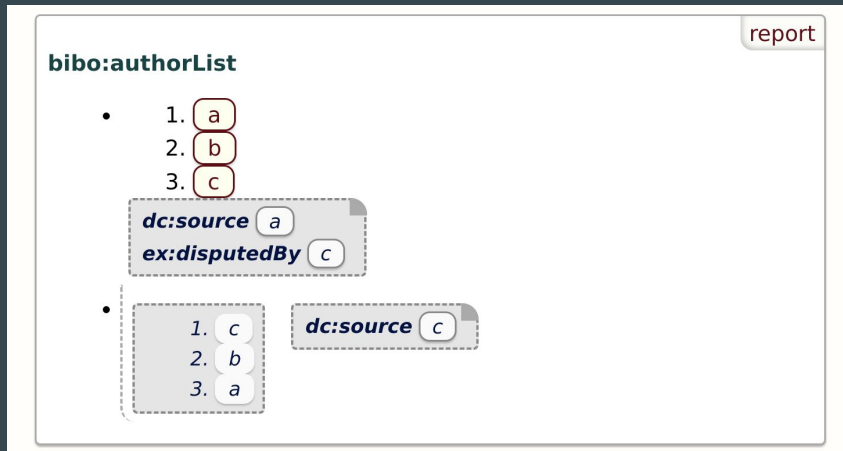 report
bibo:authorList
• 1. a
2. b
3. c
dc:source a
ex:disputedBy c
• 1. c
2. b
3. a
dc:source c